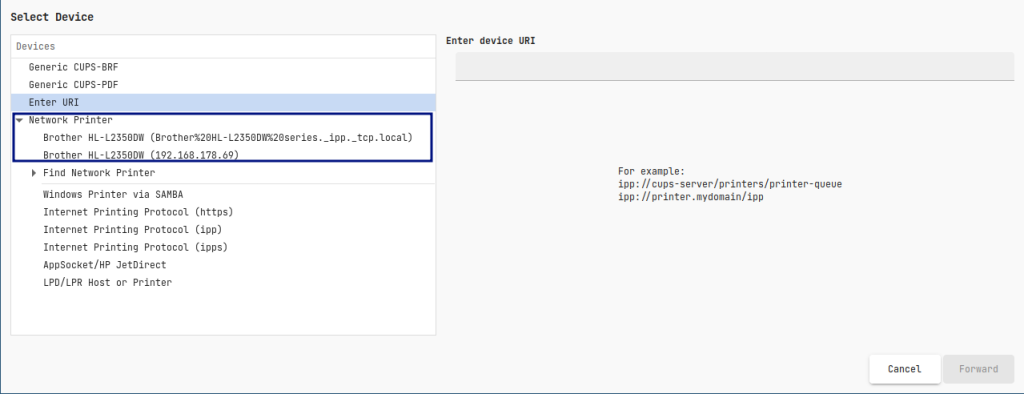 Select Device
Devices
Generic CUPS-BRF
Generic CUPS-PDF
Enter URI
Network Printer
Brother HL-L2350DW (Brother%20HL-L2350DW%20series._ipp._tcp.local)
Brother HL-L2350DW (192.168.178.69)
Find Network Printer
Windows Printer via SAMBA
Internet Printing Protocol (https)
Internet Printing Protocol (ipp)
Internet Printing Protocol (ipps)
AppSocket/HP JetDirect
LPD/LPR Host or Printer
Enter device URI
For example:
ipp://cups-server/printers/printer-queue
ipp://printer.mydomain/ipp
Cancel
Forward